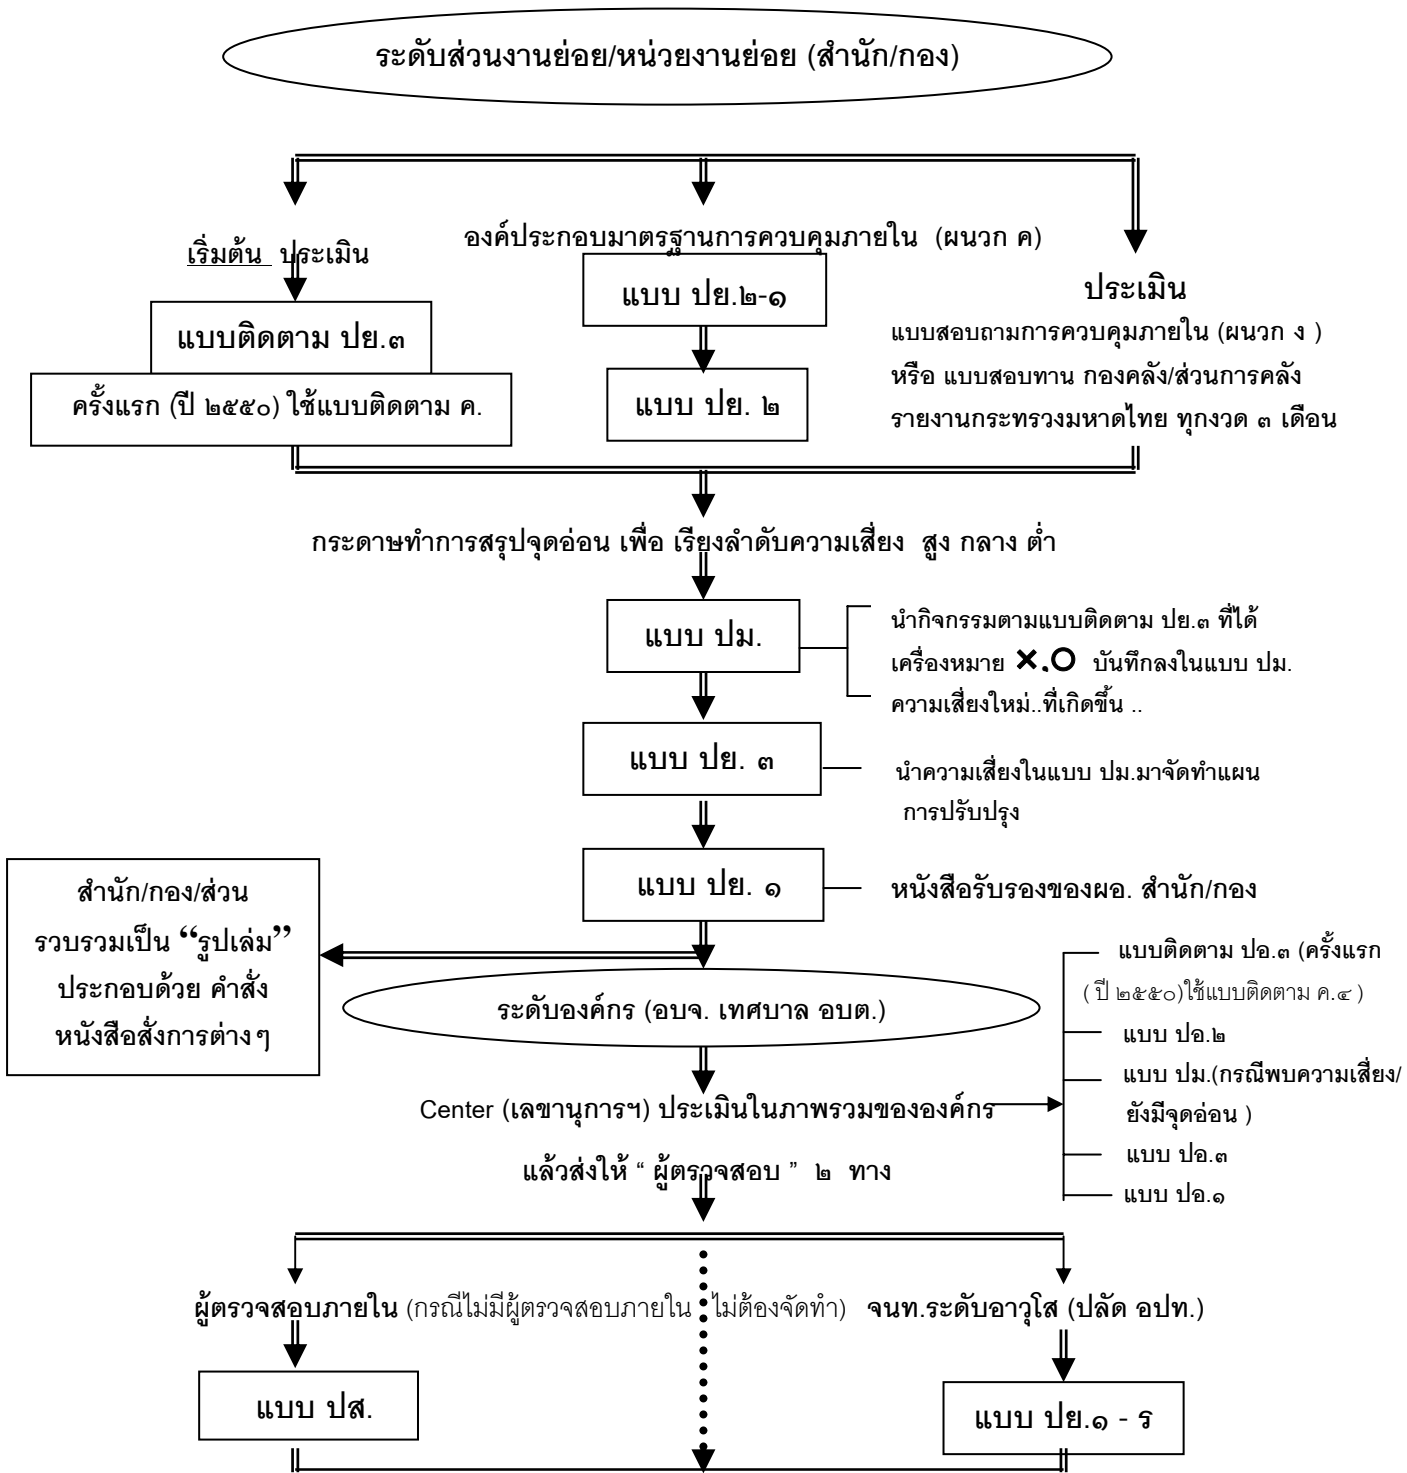 ระดับส่วนงานย่อย/หน่วยงานย่อย (สำนัก/กอง)
เริ่มต้น ประเมิน
แบบติดตาม ปย.๓
ครั้งแรก (ปี ๒๕๕๐) ใช้แบบติดตาม ค.
องค์ประกอบมาตรฐานการควบคุมภายใน (ผนวก ค)
แบบ ปย.๒-๑
แบบ ปย. ๒
ประเมิน
แบบสอบถามการควบคุมภายใน (ผนวก ง )
หรือ แบบสอบทาน กองคลัง/ส่วนการคลัง
รายงานกระทรวงมหาดไทย ทุกงวด ๓ เดือน
กระดาษทำการสรุปจุดอ่อน เพื่อ เรียงลำดับความเสี่ยง สูง กลาง ต่ำ
แบบ ปม.
นำกิจกรรมตามแบบติดตาม ปย.๓ ที่ได้
เครื่องหมาย ✕.○ บันทึกลงในแบบ ปม.
ความเสี่ยงใหม่..ที่เกิดขึ้น ..
แบบ ปย. ๓
นำความเสี่ยงในแบบ ปม.มาจัดทำแผน
การปรับปรุง
แบบ ปย. ๑
หนังสือรับรองของผอ. สำนัก/กอง
สำนัก/กอง/ส่วน
รวบรวมเป็น “รูปเล่ม”
ประกอบด้วย คำสั่ง
หนังสือสั่งการต่างๆ
ระดับองค์กร (อบจ. เทศบาล อบต.)
Center (เลขานุการฯ) ประเมินในภาพรวมขององค์กร
แล้วส่งให้ “ ผู้ตรวจสอบ ” ๒ ทาง
แบบติดตาม ปอ.๓ (ครั้งแรก
( ปี ๒๕๕๐)ใช้แบบติดตาม ค.๔ )
แบบ ปอ.๒
แบบ ปม.(กรณีพบความเสี่ยง/
ยังมีจุดอ่อน )
แบบ ปอ.๓
แบบ ปอ.๑
ผู้ตรวจสอบภายใน (กรณีไม่มีผู้ตรวจสอบภายใน ไม่ต้องจัดทำ) จนท.ระดับอาวุโส (ปลัด อปท.)
แบบ ปส.
แบบ ปย.๑ - ร